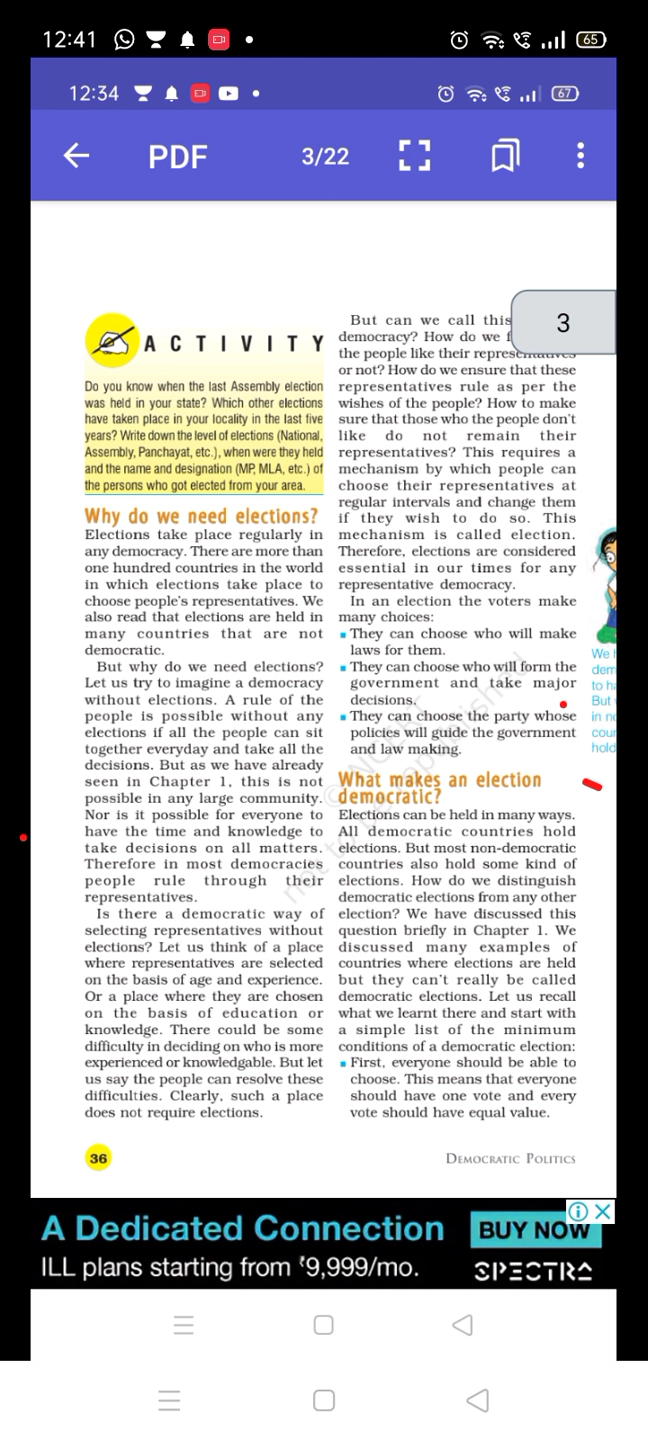 12:41
65
12:34
67
PDF
3/22
3
ACTIVITY
Do you know when the last Assembly election
was held in your state? Which other elections
have taken place in your locality in the last five
years? Write down the level of elections (National,
Assembly, Panchayat, etc.), when were they held
and the name and designation (MP, MLA, etc.) of
the persons who got elected from your area.
Why do we need elections?
Elections take place regularly in
any democracy. There are more than
one hundred countries in the world
in which elections take place to
choose people's representatives. We
also read that elections are held in
many countries that are not
democratic.
But why do we need elections?
Let us try to imagine a democracy
without elections. A rule of the
people is possible without any
elections if all the people can sit
together everyday and take all the
decisions. But as we have already
seen in Chapter 1, this is not
possible in any large community.
Nor is it possible for everyone to
have the time and knowledge to
take decisions on all matters.
Therefore in most democracies
people rule through their
representatives.
Is there a democratic way of
selecting representatives without
elections? Let us think of a place
where representatives are selected
on the basis of age and experience.
Or a place where they are chosen
on the basis of education or
knowledge. There could be some
difficulty in deciding on who is more
experienced or knowledgable. But let
us say the people can resolve these
difficulties. Clearly, such a place
does not require elections.
But can we call this
democracy? How do we
the people like their representatives
or not? How do we ensure that these
representatives rule as per the
wishes of the people? How to make
sure that those who the people don't
like do not remain their
representatives? This requires a
mechanism by which people can
choose their representatives at
regular intervals and change them
if they wish to do so. This
mechanism is called election.
Therefore, elections are considered
essential in our times for any
representative democracy.
In an election the voters make
many choices:
▪ They can choose who will make
laws for them.
▪ They can choose who will form the
government and take major
decisions.
▪ They can choose the party whose
policies will guide the government
and law making.
What makes an election
democratic?
Elections can be held in many ways.
All democratic countries hold
elections. But most non-democratic
countries also hold some kind of
elections. How do we distinguish
democratic elections from any other
election? We have discussed this
question briefly in Chapter 1. We
discussed many examples of
countries where elections are held
but they can't really be called
democratic elections. Let us recall
what we learnt there and start with
a simple list of the minimum
conditions of a democratic election:
▪ First, everyone should be able to
choose. This means that everyone
should have one vote and every
vote should have equal value.
We
dem
to
But
in
cour
hold
© NCERT
not to be republished
36
DEMOCRATIC POLITICS
A Dedicated Connection
ILL plans starting from ₹9,999/mo.
BUY NOW
SPECTRA